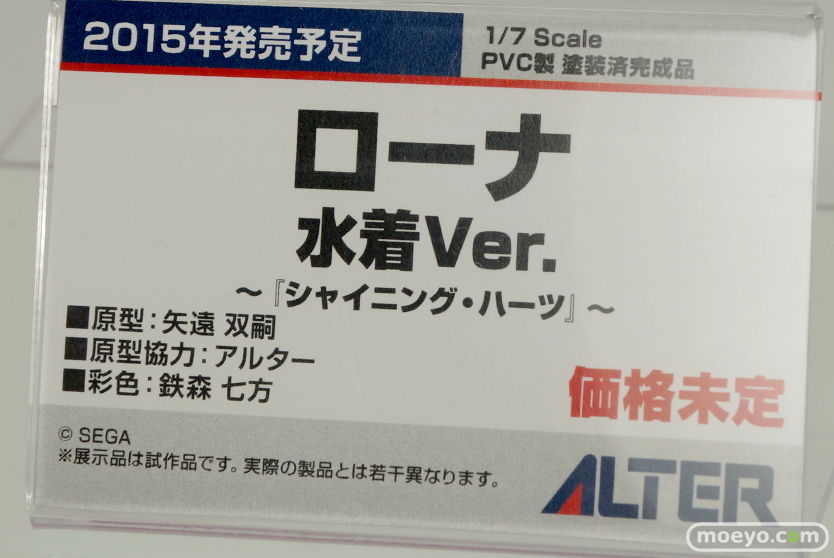 2015年発売予定
1/7 Scale
PVC製 塗装済完成品
ローナ
水着Ver.
～『シャイニング・ハーツ』～
■原型：矢遠 双嗣
■原型協力：アルター
■彩色：鉄森 七方
価格未定
© SEGA
※展示品は試作品です。実際の製品とは若干異なります。
ALTER
moeyo.com